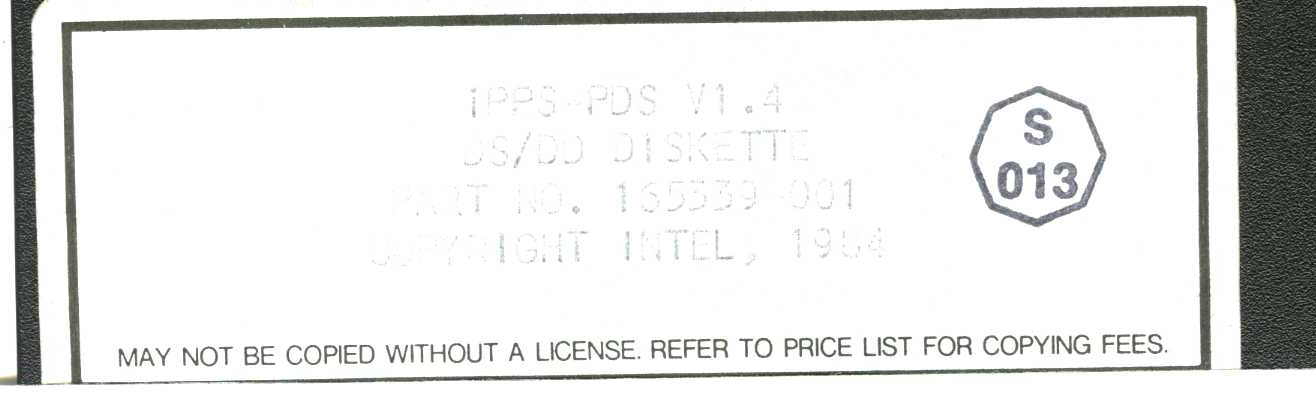 iPPS-PDS V1.4
DS/DD DISKETTE
PART NO. 165339-001
COPYRIGHT INTEL, 1984
S
013
MAY NOT BE COPIED WITHOUT A LICENSE. REFER TO PRICE LIST FOR COPYING FEES.